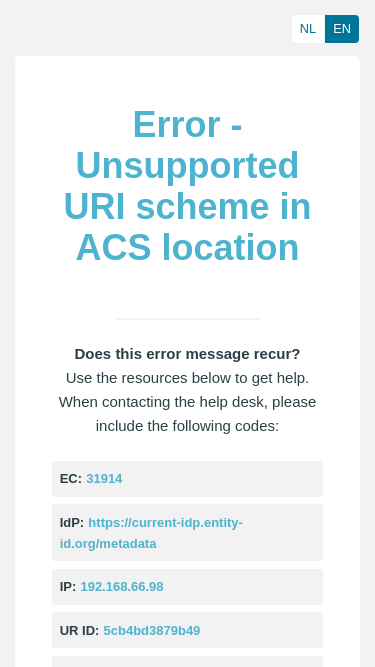 NL EN
Error -
Unsupported
URI scheme in
ACS location
Does this error message recur?
Use the resources below to get help.
When contacting the help desk, please
include the following codes:
EC: 31914
IdP: https://current-idp.entity-
id.org/metadata
IP: 192.168.66.98
UR ID: 5cb4bd3879b49